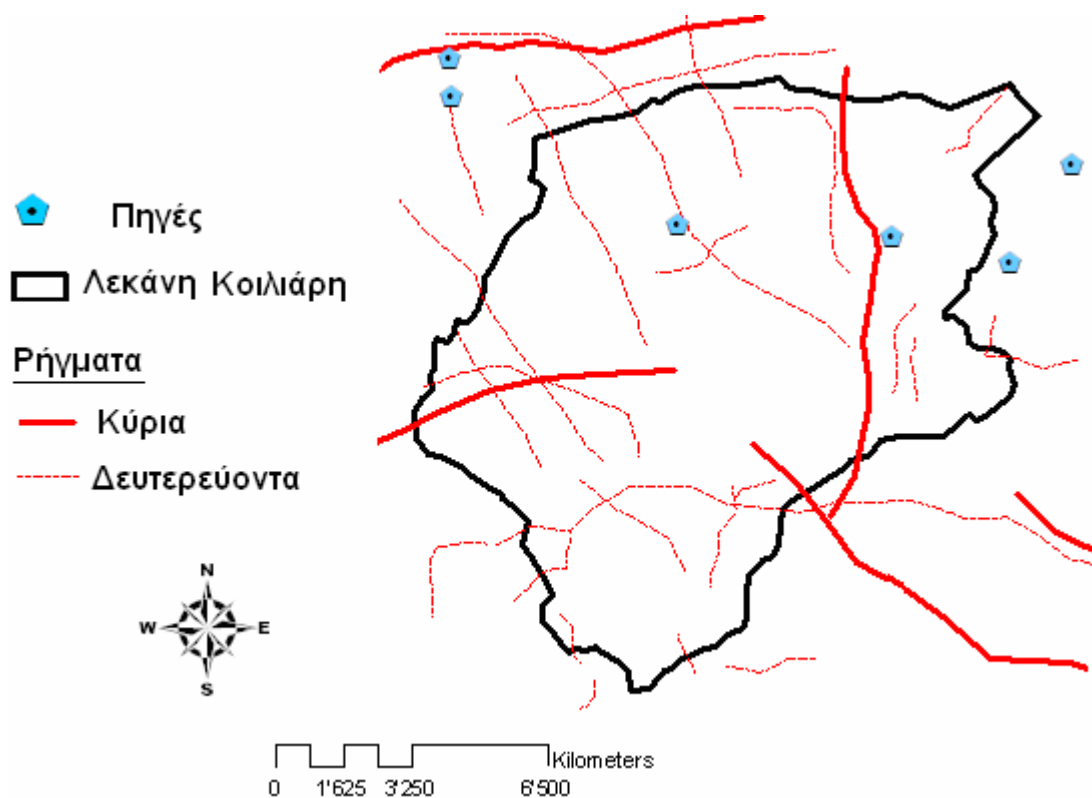 Πηγές
Λεκάνη Κοιλιάρη
Ρήγματα
Κύρια
Δευτερεύοντα
N
W E
S
Kilometers
0 1'625 3'250 6'500